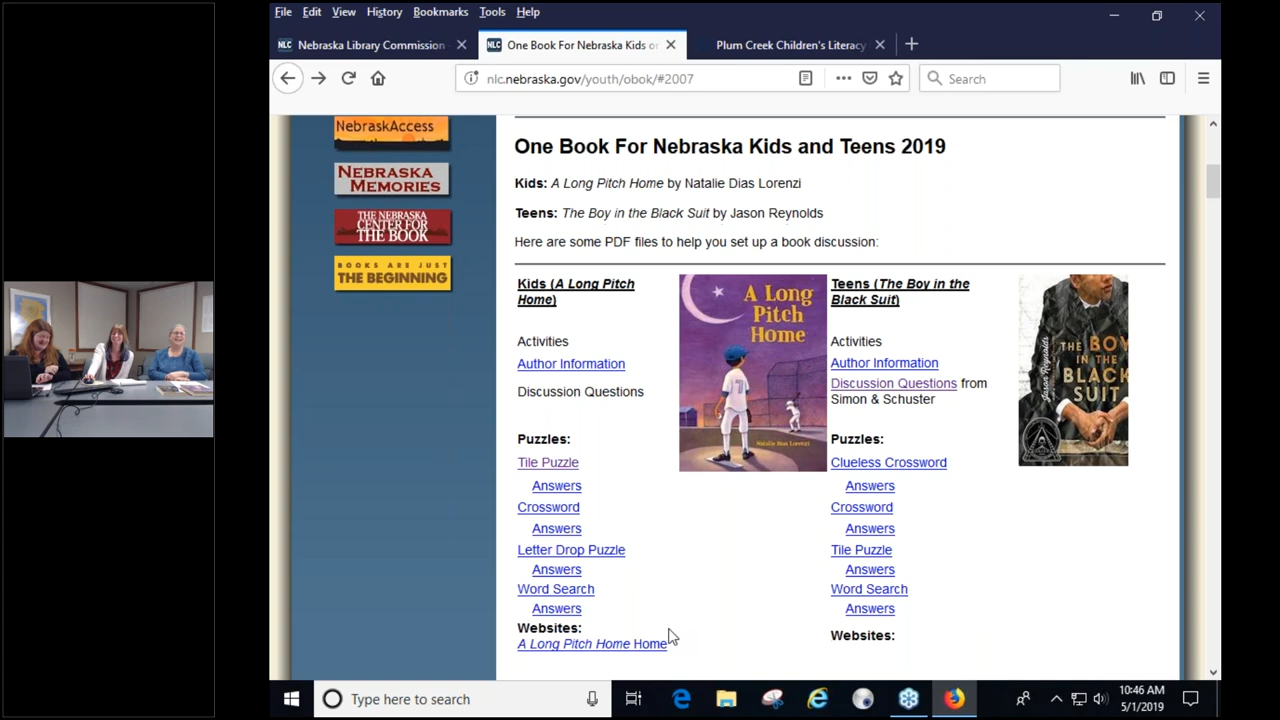 File Edit View History Bookmarks Tools Help
Nebraska Library Commission -
One Book For Nebraska Kids
Plum Creek Children's Literacy
nlc.nebraska.gov/youth/obok/#2007
Search
NebraskAccess
NEBRASKA
MEMORIES
THE NEBRASKA
CENTER FOR
THE BOOK
BOOKS ARE JUST
THE BEGINNING
One Book For Nebraska Kids and Teens 2019
Kids: A Long Pitch Home by Natalie Dias Lorenzi
Teens: The Boy in the Black Suit by Jason Reynolds
Here are some PDF files to help you set up a book discussion:
Kids (A Long Pitch
Home)
Activities
Author Information
Discussion Questions
Puzzles:
Tile Puzzle
Answers
Crossword
Answers
Letter Drop Puzzle
Answers
Word Search
Answers
Websites:
A Long Pitch Home Home
A Long
Pitch
Home
7
Natalie Dias Lorenzi
Teens (The Boy in the
Black Suit)
Activities
Author Information
Discussion Questions from
Simon & Schuster
Puzzles:
Clueless Crossword
Answers
Crossword
Answers
Tile Puzzle
Answers
Word Search
Answers
Websites:
THE BOY
IN THE
BLACK
SUIT
Jason Reynolds
Type here to search
10:46 AM
5/1/2019